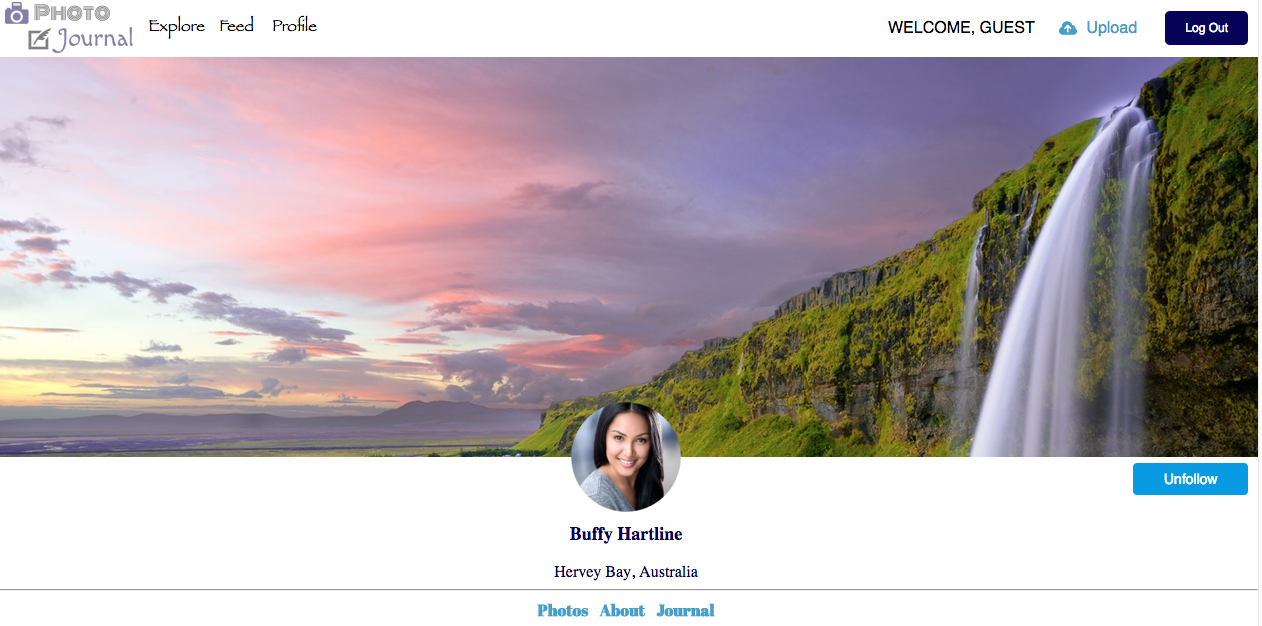 PHOTO
Journal
Explore Feed Profile
WELCOME, GUEST Upload Log Out
Unfollow
Buffy Hartline
Hervey Bay, Australia
Photos About Journal